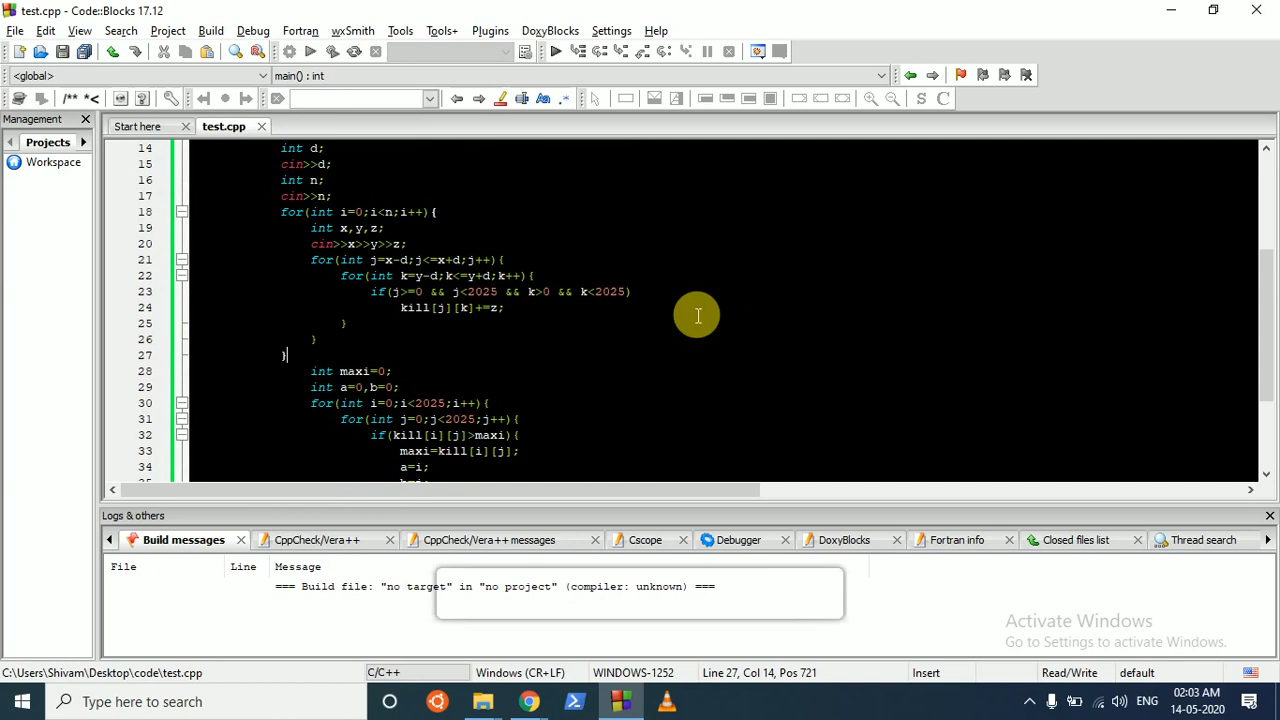 test.cpp - Code::Blocks 17.12
File Edit View Search Project Build Debug Fortran wxSmith Tools Tools+ Plugins DoxyBlocks Settings Help
<global> main() : int
/** *< S C
Management Start here test.cpp
Projects
Workspace
14 int d;
15 cin>>d;
16 int n;
17 cin>>n;
18 for(int i=0;i<n;i++){
19 int x,y,z;
20 cin>>x>>y>>z;
21 for(int j=x-d;j<=x+d;j++){
22 for(int k=y-d;k<=y+d;k++){
23 if(j>=0 && j<2025 && k>0 && k<2025)
24 kill[j][k]+=z;
25 }
26 }
27 }
28 int maxi=0;
29 int a=0,b=0;
30 for(int i=0;i<2025;i++){
31 for(int j=0;j<2025;j++){
32 if(kill[i][j]>maxi){
33 maxi=kill[i][j];
34 a=i;
Logs & others
Build messages CppCheck/Vera++ CppCheck/Vera++ messages Cscope Debugger DoxyBlocks Fortran info Closed files list Thread search
File Line Message
=== Build file: "no target" in "no project" (compiler: unknown) ===
Activate Windows
Go to Settings to activate Windows.
C:\Users\Shivam\Desktop\code\test.cpp C/C++ Windows (CR+LF) WINDOWS-1252 Line 27, Col 14, Pos 721 Insert Read/Write default
Type here to search ENG 02:03 AM
14-05-2020